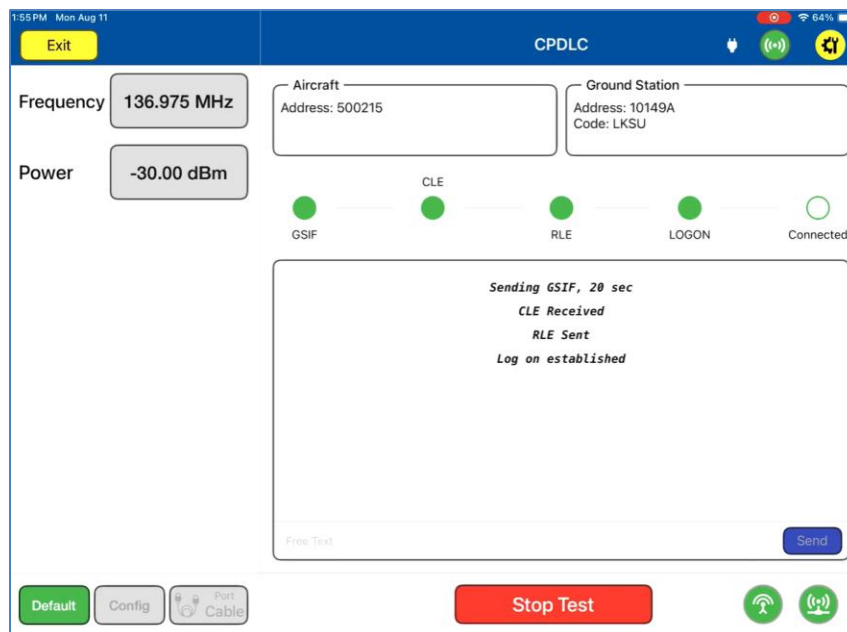 1:55 PM Mon Aug 11
64%
Exit
CPDLC
Frequency
136.975 MHz
Power
-30.00 dBm
Aircraft
Address: 500215
Ground Station
Address: 10149A
Code: LKSU
CLE
GSIF
RLE
LOGON
Connected
Sending GSIF, 20 sec
CLE Received
RLE Sent
Log on established
Free Text
Send
Default
Config
Port
Cable
Stop Test